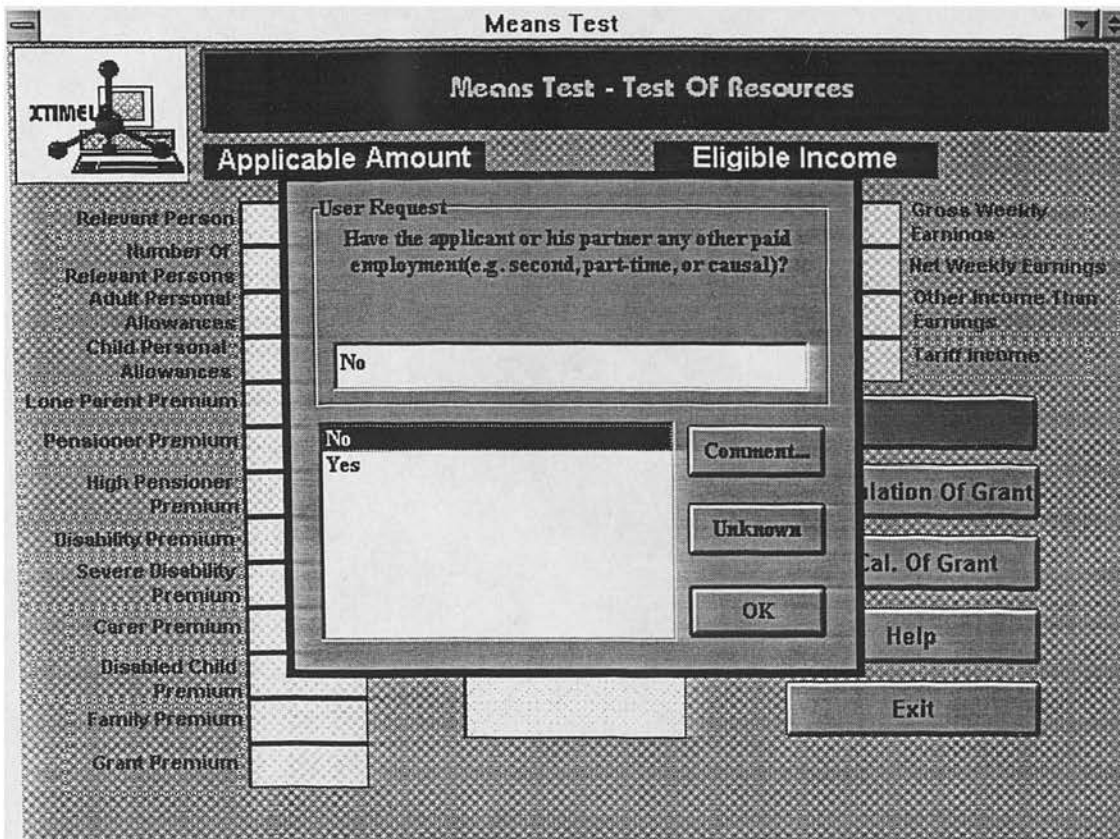 Means Test
XTIMEL
Means Test - Test Of Resources
Applicable Amount
Eligible Income
Relevant Person
Number Of
Relevant Persons
Adult Personal
Allowances
Child Personal
Allowances
Lone Parent Premium
Pensioner Premium
High Pensioner
Premium
Disability Premium
Severe Disability
Premium
Carer Premium
Disabled Child
Premium
Family Premium
Grant Premium
User Request
Have the applicant or his partner any other paid
employment(e.g. second, part-time, or causal)?
No
No
Yes
Comment...
Unknown
OK
Gross Weekly
Earnings
Net Weekly Earnings
Other Income Than
Earnings
Tariff Income
lation Of Grant
Cal. Of Grant
Help
Exit